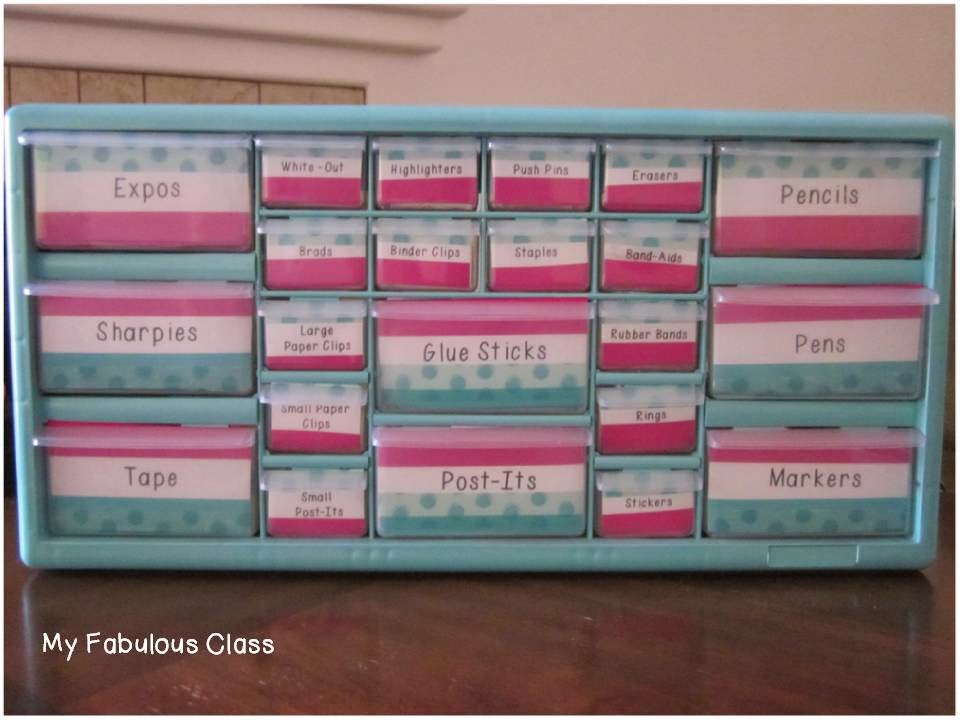 Expos
White-Out
Highlighters
Push Pins
Erasers
Pencils
Brads
Binder Clips
Staples
Band-Aids
Sharpies
Large
Paper Clips
Glue Sticks
Rubber Bands
Pens
Small Paper
Clips
Rings
Tape
Small
Post-Its
Post-Its
Stickers
Markers
My Fabulous Class